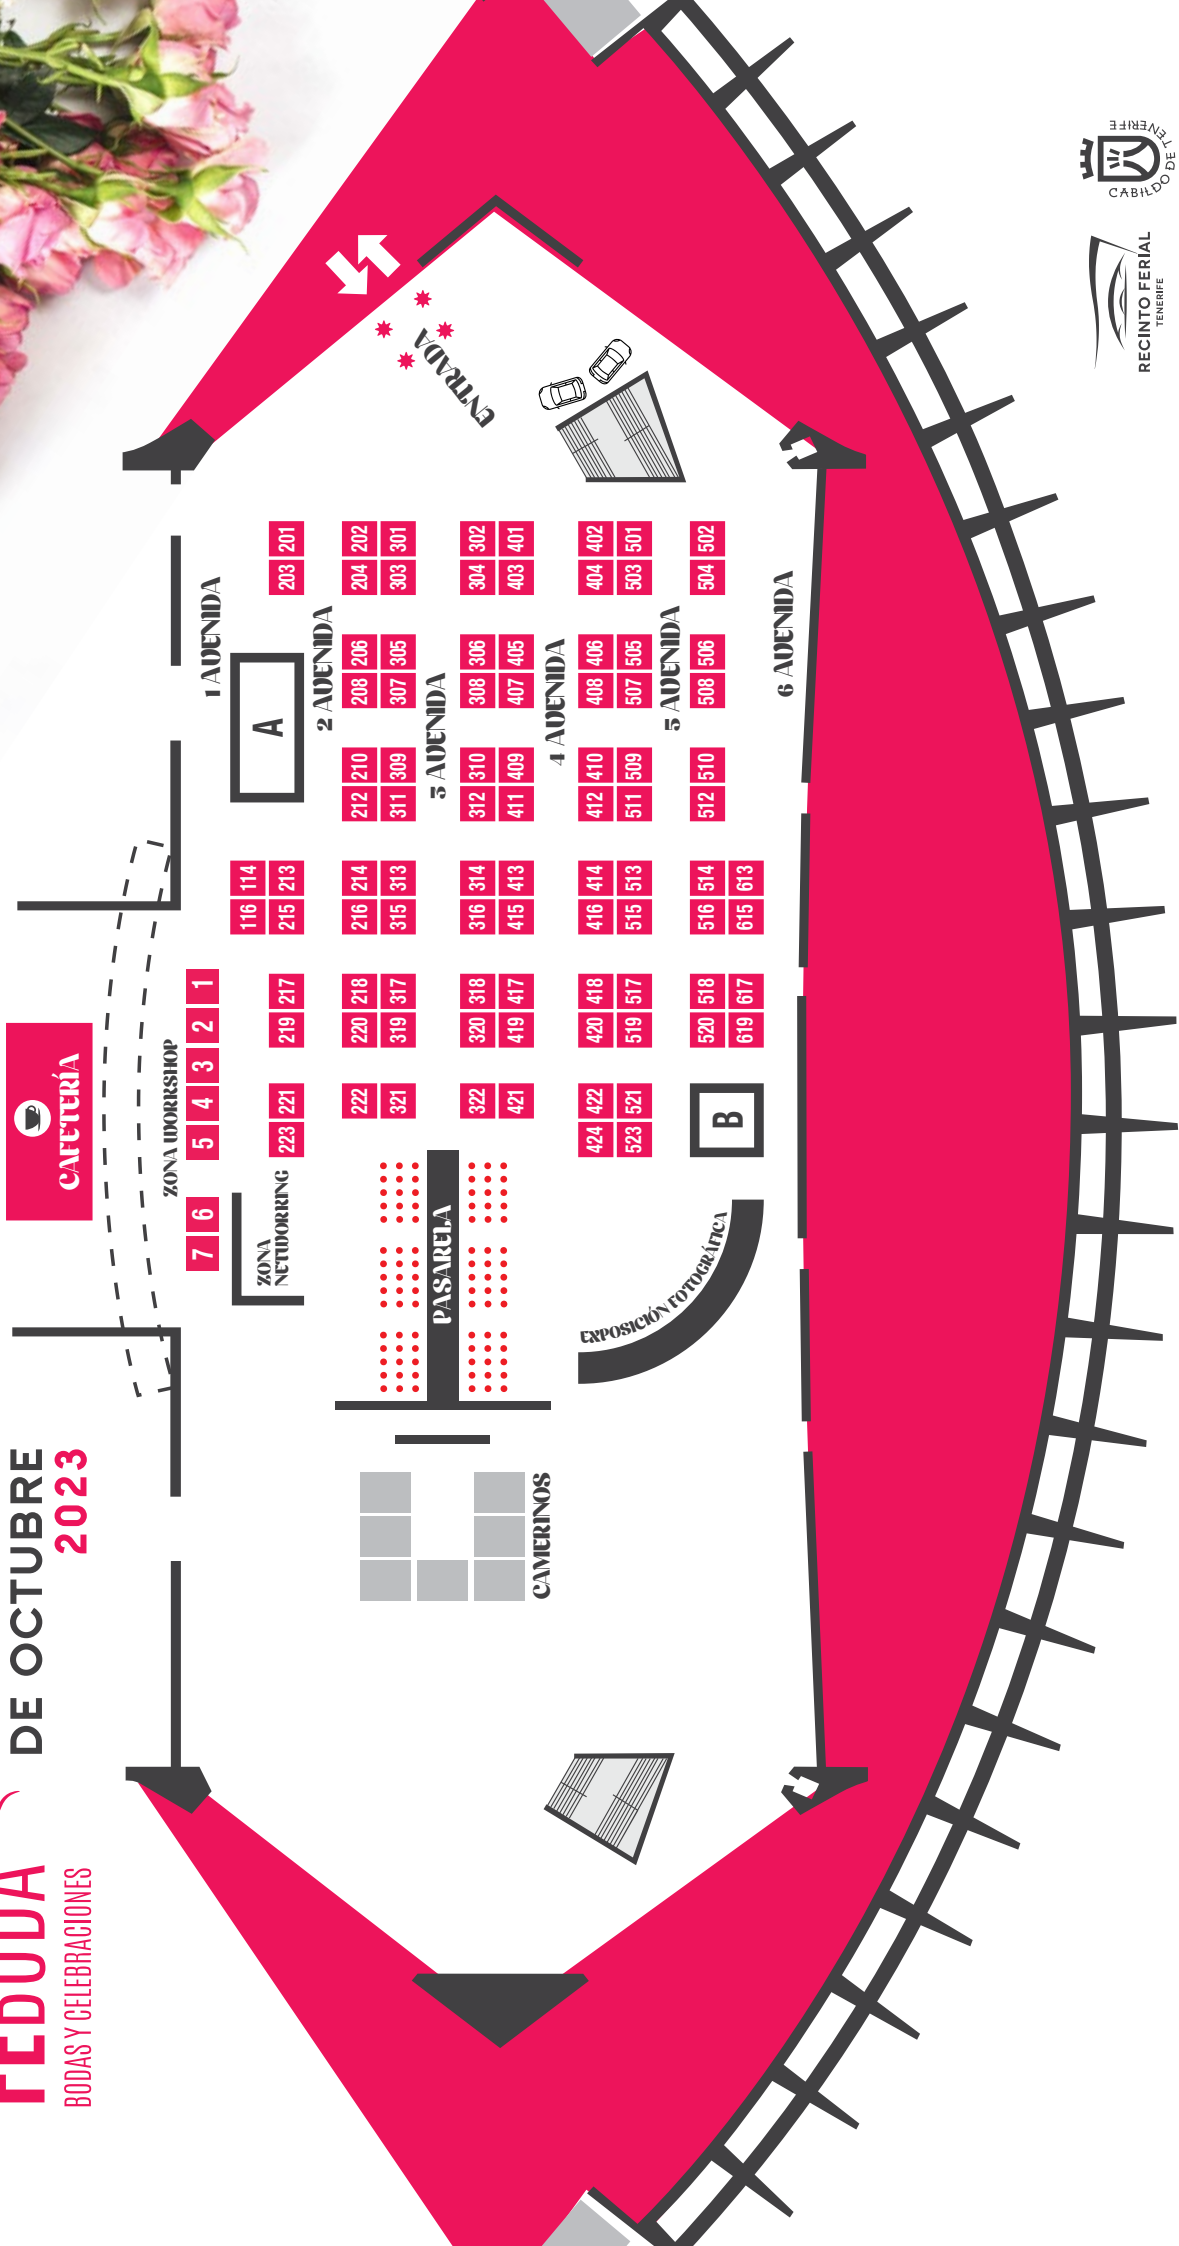 DE OCTUBRE
2023
BODAS Y CELEBRACIONES
CAFETERÍA
ZONA WORKSHOP
7 6 5 4 3 2 1
1 AVENIDA
116 114
ZONA
NETWORKING
A
223 221 219 217 215 213 203 201
2 AVENIDA
222 220 218 216 214 212 210 208 206 204 202
321 319 317 315 313 311 309 307 305 303 301
ENTRADA
PASARELA
3 AVENIDA
322 320 318 316 314 312 310 308 306 304 302
421 419 417 415 413 411 409 407 405 403 401
CAMERINOS
4 AVENIDA
424 422 420 418 416 414 412 410 408 406 404 402
523 521 519 517 515 513 511 509 507 505 503 501
EXPOSICIÓN FOTOGRÁFICA
5 AVENIDA
520 518 516 514 512 510 508 506 504 502
B
619 617 615 613
6 AVENIDA
RECINTO FERIAL
TENERIFE
CABILDO DE TENERIFE